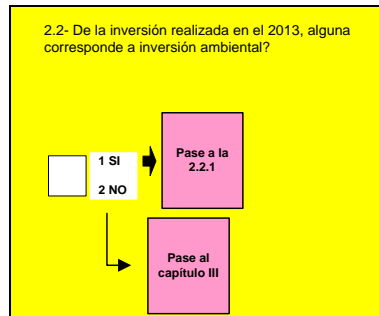 2.2- De la inversión realizada en el 2013, alguna
corresponde a inversión ambiental?
1 SI
2 NO
Pase a la
2.2.1
Pase al
capítulo III